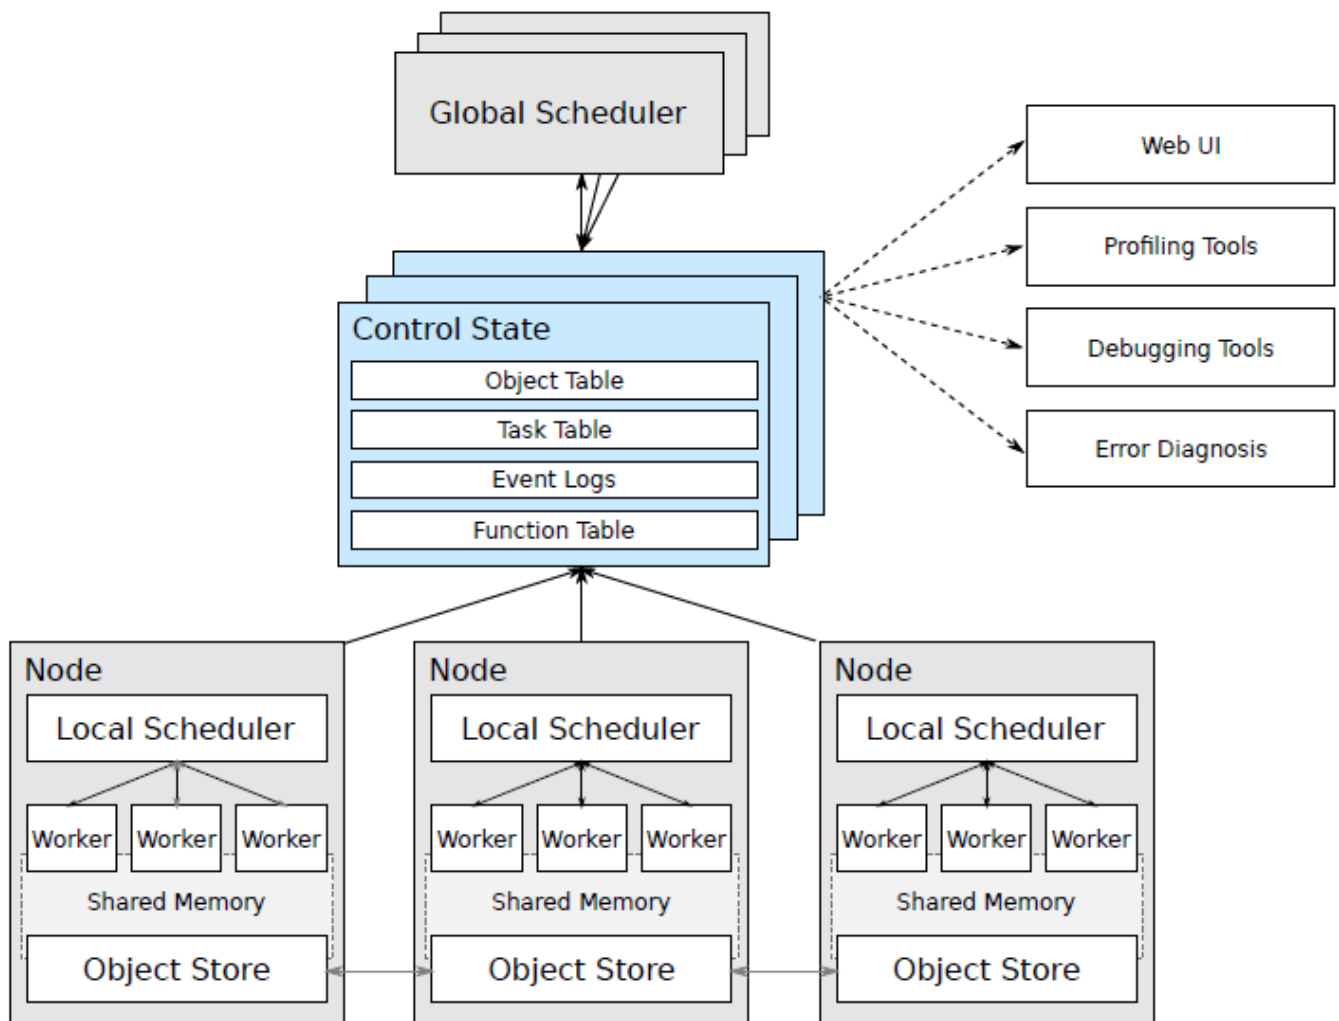 Global Scheduler
Web UI
Profiling Tools
Debugging Tools
Error Diagnosis
Control State
Object Table
Task Table
Event Logs
Function Table
Node
Local Scheduler
Worker Worker Worker
Shared Memory
Object Store
Node
Local Scheduler
Worker Worker Worker
Shared Memory
Object Store
Node
Local Scheduler
Worker Worker Worker
Shared Memory
Object Store